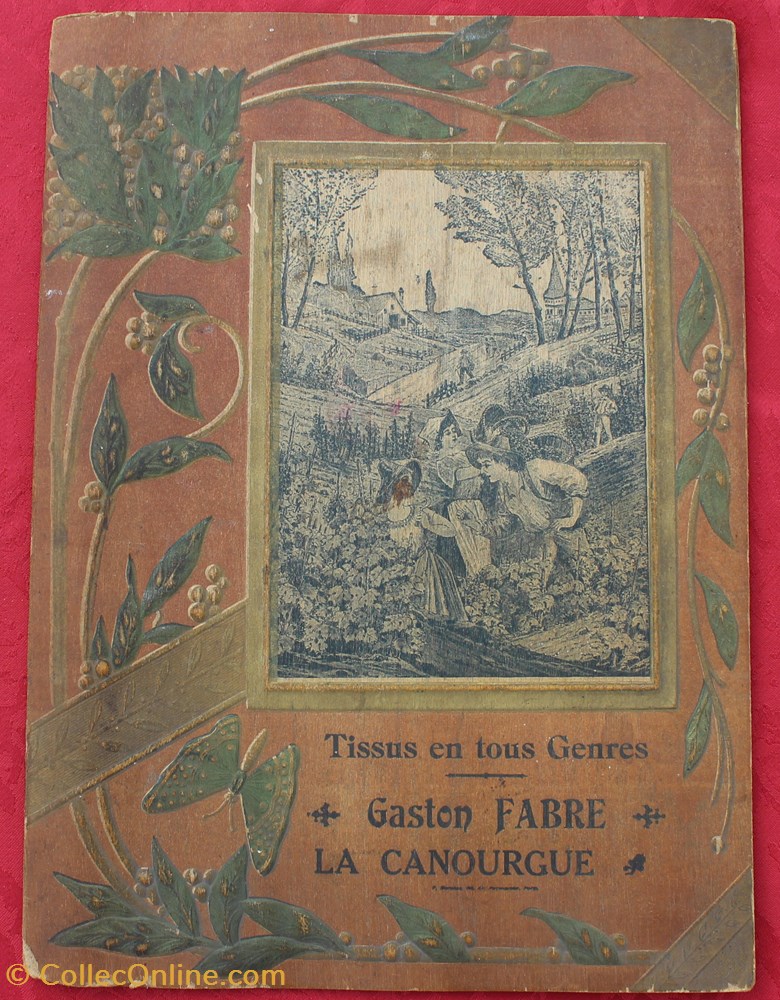 Tissus en tous Genres
Gaston FABRE
LA CANOURGUE
© CollecOnline.com